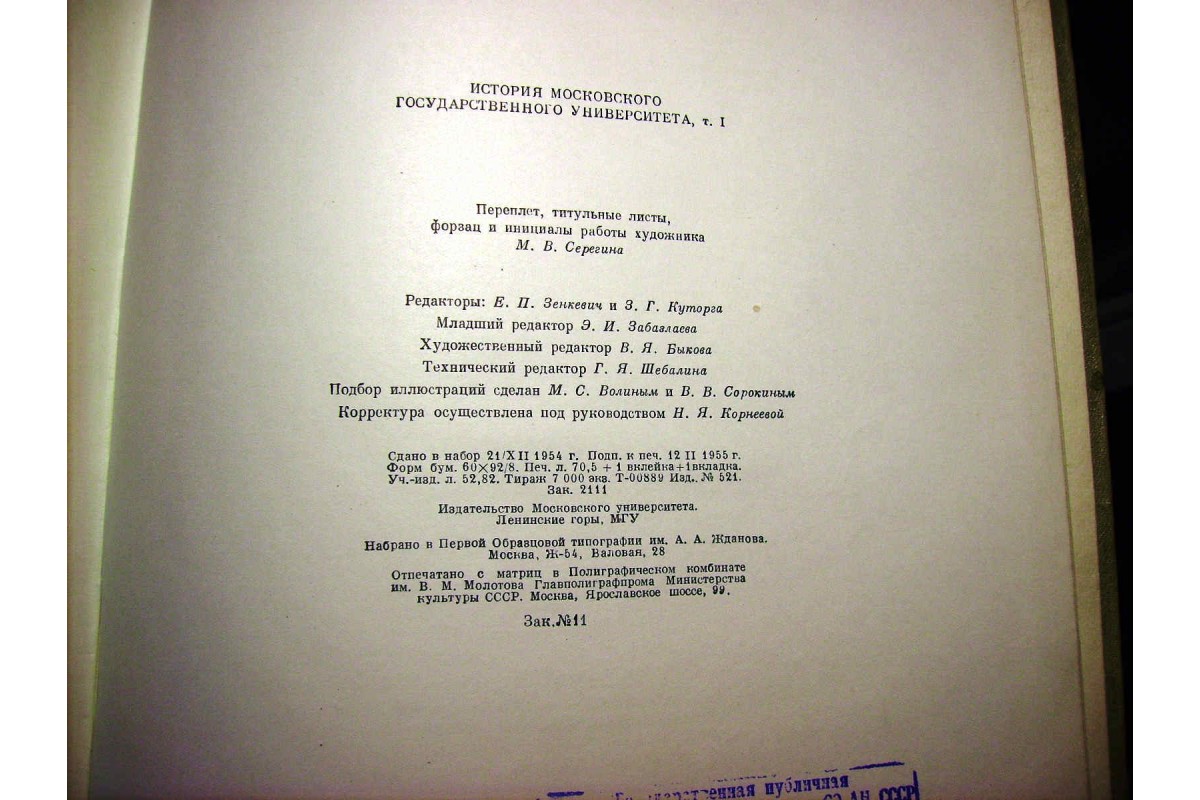 ИСТОРИЯ МОСКОВСКОГО
ГОСУДАРСТВЕННОГО УНИВЕРСИТЕТА, т. I
Переплет, титульные листы,
форзац и инициалы работы художника
М. В. Серегина
Редакторы: Е. П. Зенкевич и З. Г. Куторга
Младший редактор Э. И. Забазлаева
Художественный редактор В. Я. Быкова
Технический редактор Г. Я. Шебалина
Подбор иллюстраций сделан М. С. Волиным и В. В. Сорокиным
Корректура осуществлена под руководством Н. Я. Корнеевой
Сдано в набор 21/XII 1954 г. Подп. к печ. 12 II 1955 г.
Форм бум. 60×92/8. Печ. л. 70,5 + 1 вклейка+1вкладка.
Уч.-изд. л. 52,82. Тираж 7 000 экз. Т-00889 Изд. № 521.
Зак. 2111
Издательство Московского университета.
Ленинские горы, МГУ
Набрано в Первой Образцовой типографии им. А. А. Жданова.
Москва, Ж-54, Валовая, 28
Отпечатано с матриц в Полиграфическом комбинате
им. В. М. Молотова Главполиграфпрома Министерства
культуры СССР. Москва, Ярославское шоссе, 99.
Зак.№11
Государственная публичная
АН СССР